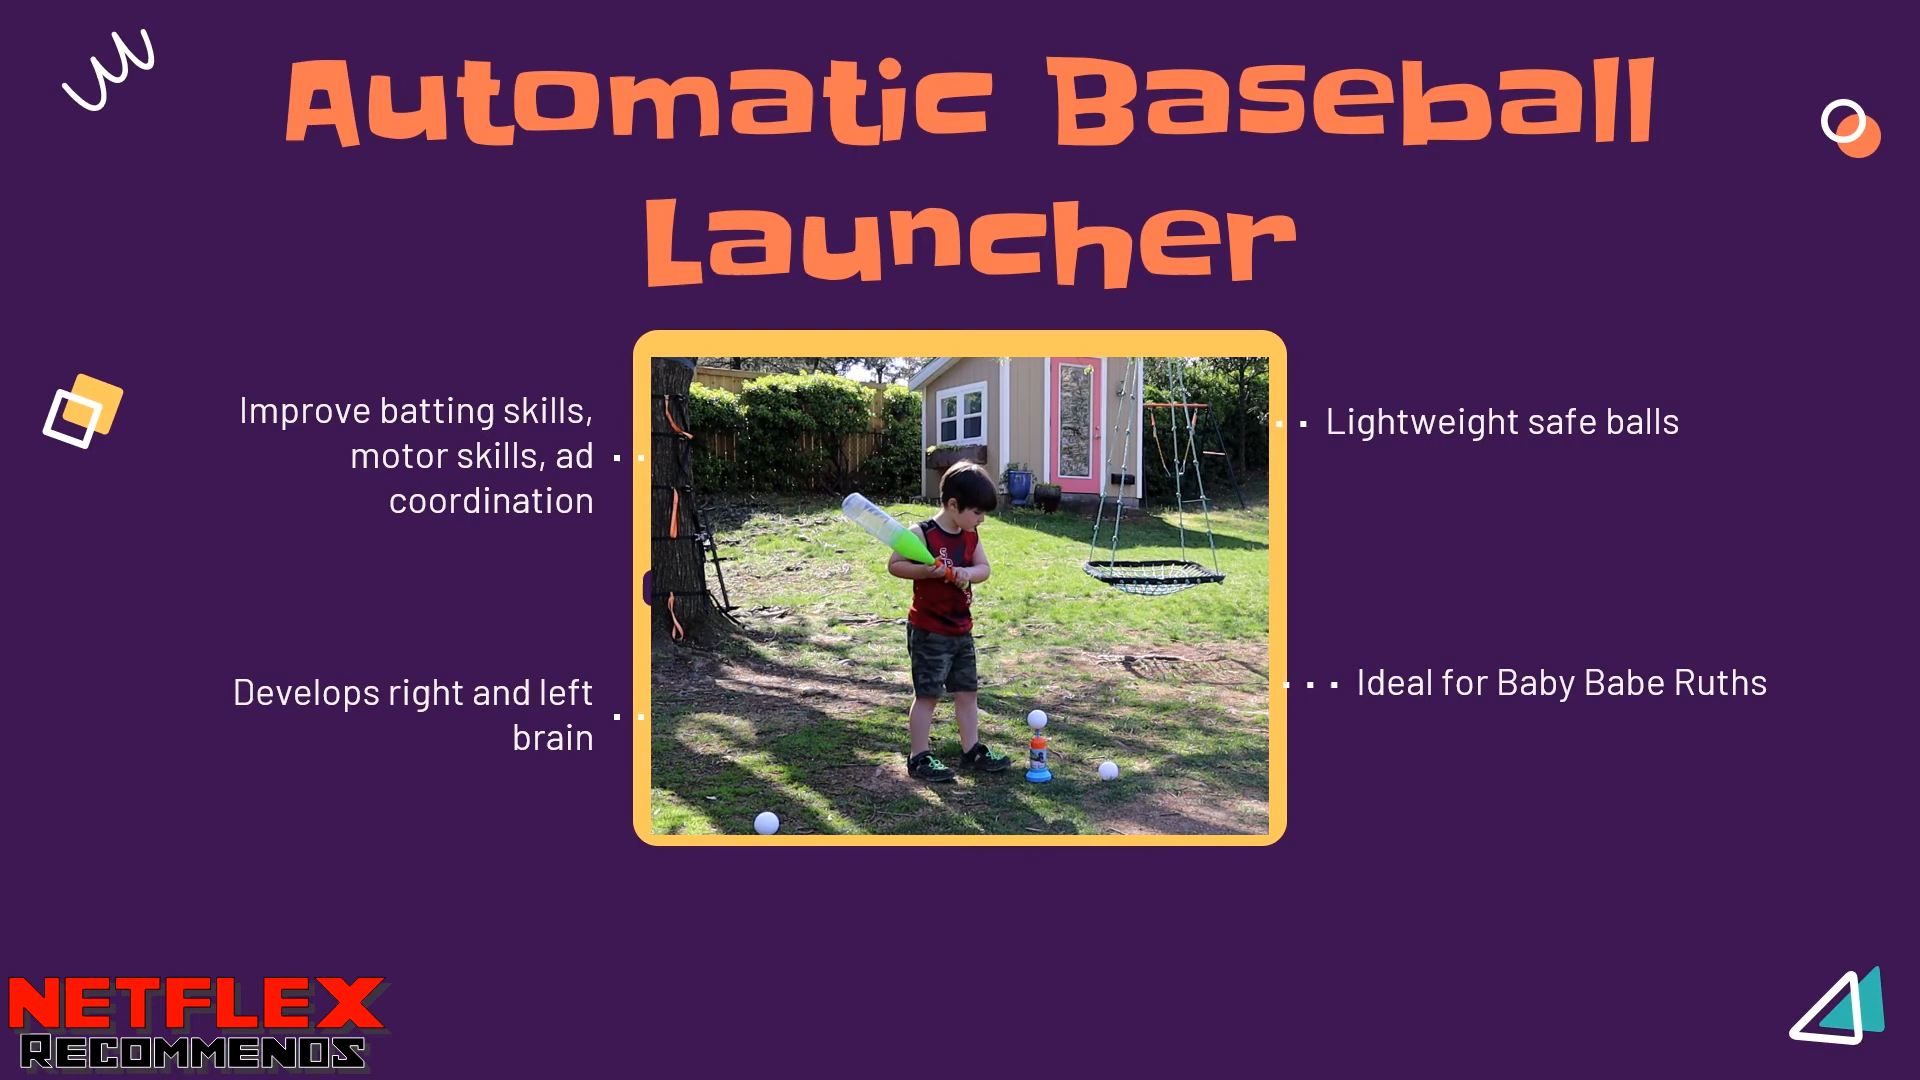 Automatic Baseball
Launcher
Improve batting skills,
motor skills, ad
coordination
Lightweight safe balls
Develops right and left
brain
Ideal for Baby Babe Ruths
NETFLEX
RECOMMENDS